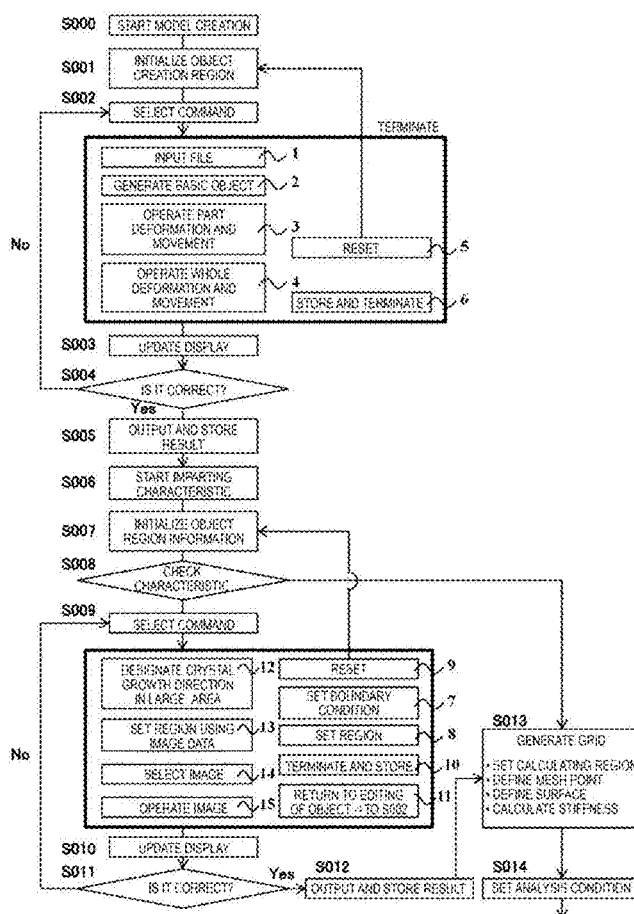 S000
START MODEL CREATION
S001
INITIALIZE OBJECT
CREATION REGION
S002
SELECT COMMAND
TERMINATE
INPUT FILE
1
GENERATE BASIC OBJECT
2
OPERATE PART
DEFORMATION AND
MOVEMENT
3
OPERATE WHOLE
DEFORMATION AND
MOVEMENT
4
RESET
5
STORE AND TERMINATE
6
No
S003
UPDATE DISPLAY
S004
IS IT CORRECT?
Yes
S005
OUTPUT AND STORE
RESULT
S006
START IMPARTING
CHARACTERISTIC
S007
INITIALIZE OBJECT
REGION INFORMATION
S008
CHECK
CHARACTERISTIC
S009
SELECT COMMAND
DESIGNATE CRYSTAL
GROWTH DIRECTION
IN LARGE AREA
12
SET REGION USING
IMAGE DATA
13
SELECT IMAGE
14
OPERATE IMAGE
15
RESET
9
SET BOUNDARY
CONDITION
7
SET REGION
8
TERMINATE AND STORE
10
RETURN TO EDITING
OF OBJECT → TO S002
11
No
S010
UPDATE DISPLAY
S011
IS IT CORRECT?
Yes
S012
OUTPUT AND STORE RESULT
S013
GENERATE GRID
• SET CALCULATING REGION
• DEFINE MESH POINT
• DEFINE SURFACE
• CALCULATE STIFFNESS
S014
SET ANALYSIS CONDITION